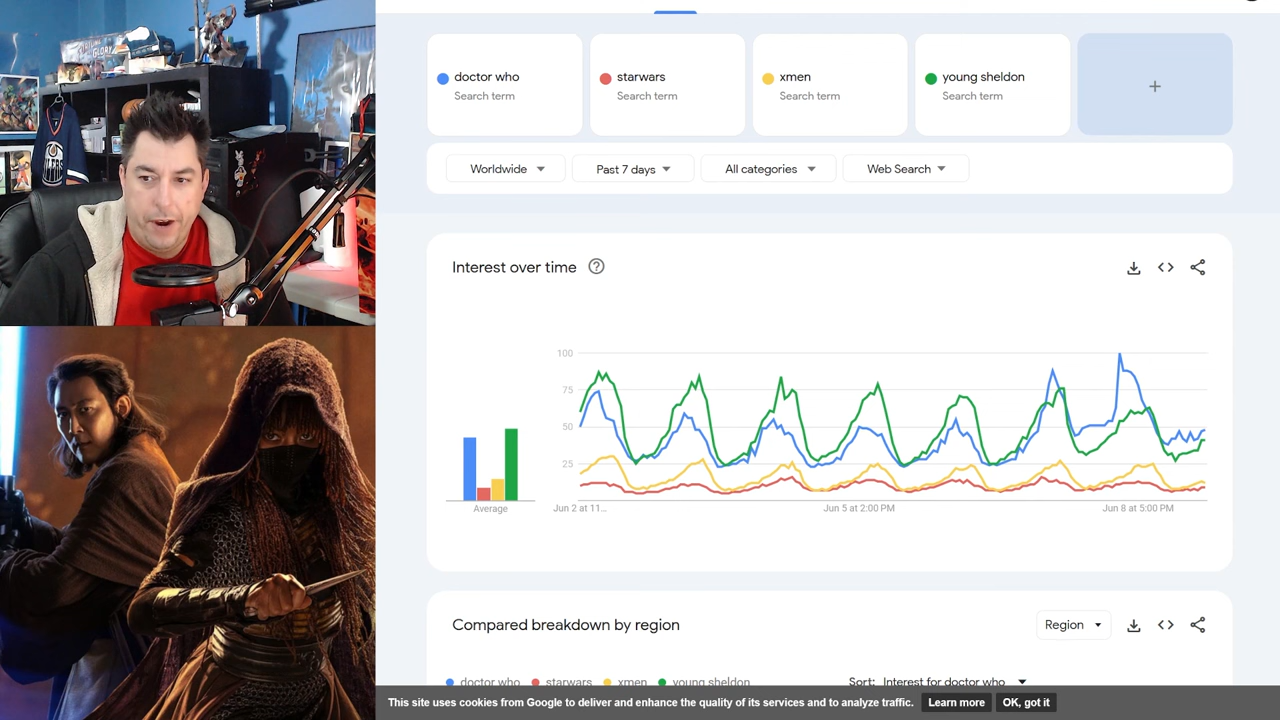 GLORY
OILERS
doctor who
Search term
starwars
Search term
xmen
Search term
young sheldon
Search term
+
Worldwide
Past 7 days
All categories
Web Search
Interest over time
100
75
50
25
Average
Jun 2 at 11...
Jun 5 at 2:00 PM
Jun 8 at 5:00 PM
Compared breakdown by region
Region
doctor who
starwars
xmen
young sheldon
Sort: Interest for doctor who
This site uses cookies from Google to deliver and enhance the quality of its services and to analyze traffic.
Learn more
OK, got it